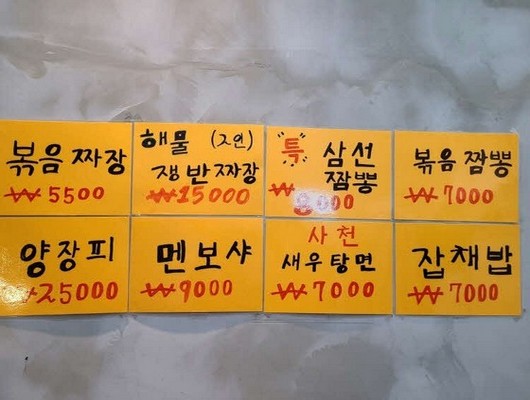 볶음 짜장
₩ 5500
해물 (2인)
쟁반 짜장
₩15000
특 삼선
짬뽕
₩ 8000
볶음 짬뽕
₩ 7000
양장피
₩25000
멘보샤
₩9000
사천
새우탕면
₩7000
잡채밥
₩7000